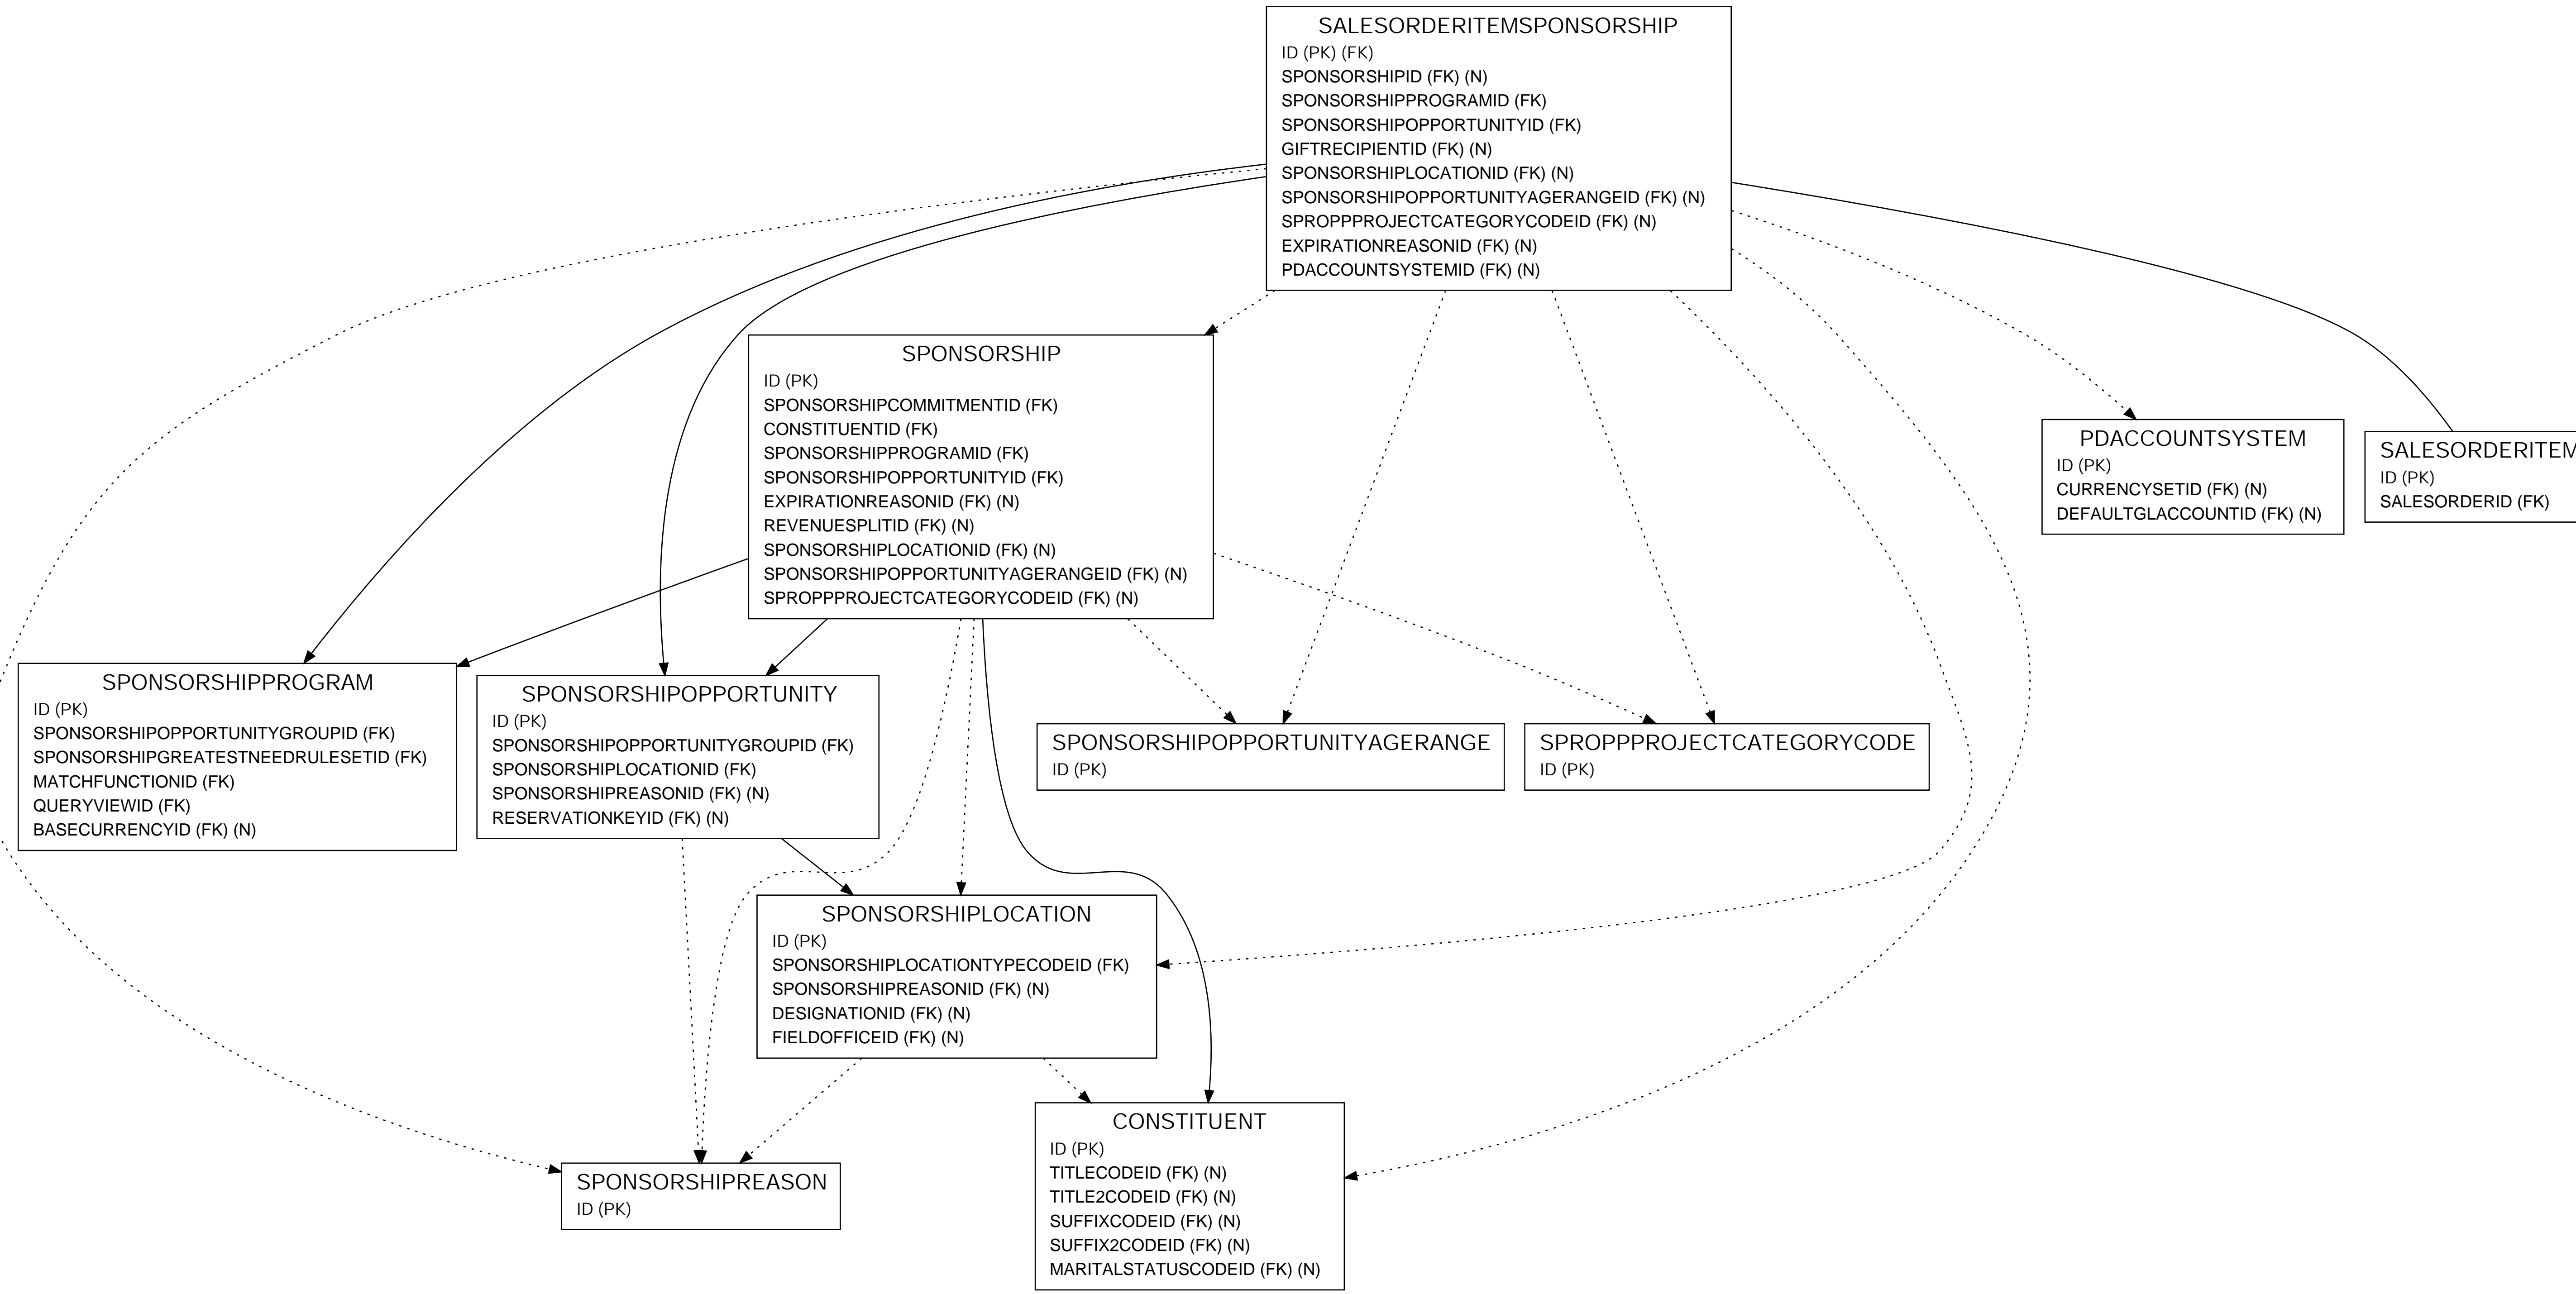 SALESORDERITEMSPONSORSHIP
ID (PK) (FK)
SPONSORSHIPID (FK) (N)
SPONSORSHIPPROGRAMID (FK)
SPONSORSHIPOPPORTUNITYID (FK)
GIFTRECIPIENTID (FK) (N)
SPONSORSHIPLOCATIONID (FK) (N)
SPONSORSHIPOPPORTUNITYAGERANGEID (FK) (N)
SPROPPPROJECTCATEGORYCODEID (FK) (N)
EXPIRATIONREASONID (FK) (N)
PDACCOUNTSYSTEMID (FK) (N)
SPONSORSHIP
ID (PK)
SPONSORSHIPCOMMITMENTID (FK)
CONSTITUENTID (FK)
SPONSORSHIPPROGRAMID (FK)
SPONSORSHIPOPPORTUNITYID (FK)
EXPIRATIONREASONID (FK) (N)
REVENUESPLITID (FK) (N)
SPONSORSHIPLOCATIONID (FK) (N)
SPONSORSHIPOPPORTUNITYAGERANGEID (FK) (N)
SPROPPPROJECTCATEGORYCODEID (FK) (N)
PDACCOUNTSYSTEM
ID (PK)
CURRENCYSETID (FK) (N)
DEFAULTGLACCOUNTID (FK) (N)
SALESORDERITEM
ID (PK)
SALESORDERID (FK)
SPONSORSHIPPROGRAM
ID (PK)
SPONSORSHIPOPPORTUNITYGROUPID (FK)
SPONSORSHIPGREATESTNEEDRULESETID (FK)
MATCHFUNCTIONID (FK)
QUERYVIEWID (FK)
BASECURRENCYID (FK) (N)
SPONSORSHIPOPPORTUNITY
ID (PK)
SPONSORSHIPOPPORTUNITYGROUPID (FK)
SPONSORSHIPLOCATIONID (FK)
SPONSORSHIPREASONID (FK) (N)
RESERVATIONKEYID (FK) (N)
SPONSORSHIPOPPORTUNITYAGERANGE
ID (PK)
SPROPPPROJECTCATEGORYCODE
ID (PK)
SPONSORSHIPLOCATION
ID (PK)
SPONSORSHIPLOCATIONTYPECODEID (FK)
SPONSORSHIPREASONID (FK) (N)
DESIGNATIONID (FK) (N)
FIELDOFFICEID (FK) (N)
SPONSORSHIPREASON
ID (PK)
CONSTITUENT
ID (PK)
TITLECODEID (FK) (N)
TITLE2CODEID (FK) (N)
SUFFIXCODEID (FK) (N)
SUFFIX2CODEID (FK) (N)
MARITALSTATUSCODEID (FK) (N)